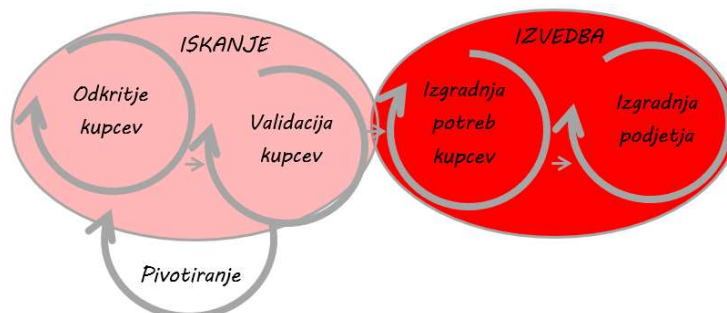 ISKANJE
Odkritje
kupcev
Validacija
kupcev
Pivotiranje
IZVEDBA
Izgradnja
potreb
kupcev
Izgradnja
podjetja